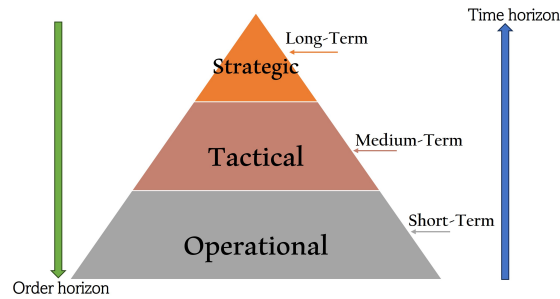 Time horizon
Long-Term
Strategic
Medium-Term
Tactical
Short-Term
Operational
Order horizon